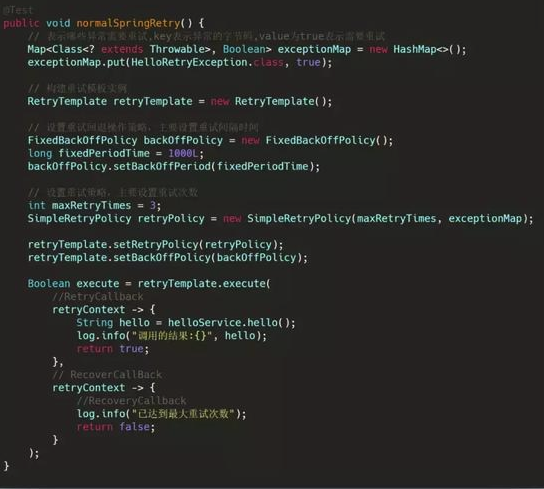 @Test
public void normalSpringRetry() {
// 表示哪些异常需要重试,key表示异常的字节码,value为true表示需要重试
Map<Class<? extends Throwable>, Boolean> exceptionMap = new HashMap<>();
exceptionMap.put(HelloRetryException.class, true);
// 构建重试模板实例
RetryTemplate retryTemplate = new RetryTemplate();
// 设置重试回退操作策略，主要设置重试间隔时间
FixedBackOffPolicy backOffPolicy = new FixedBackOffPolicy();
long fixedPeriodTime = 1000L;
backOffPolicy.setBackOffPeriod(fixedPeriodTime);
// 设置重试策略，主要设置重试次数
int maxRetryTimes = 3;
SimpleRetryPolicy retryPolicy = new SimpleRetryPolicy(maxRetryTimes, exceptionMap);
retryTemplate.setRetryPolicy(retryPolicy);
retryTemplate.setBackOffPolicy(backOffPolicy);
Boolean execute = retryTemplate.execute(
//RetryCallback
retryContext -> {
String hello = helloService.hello();
log.info("调用的结果:{}", hello);
return true;
},
// RecoverCallBack
retryContext -> {
//RecoveryCallback
log.info("已达到最大重试次数");
return false;
}
);
}